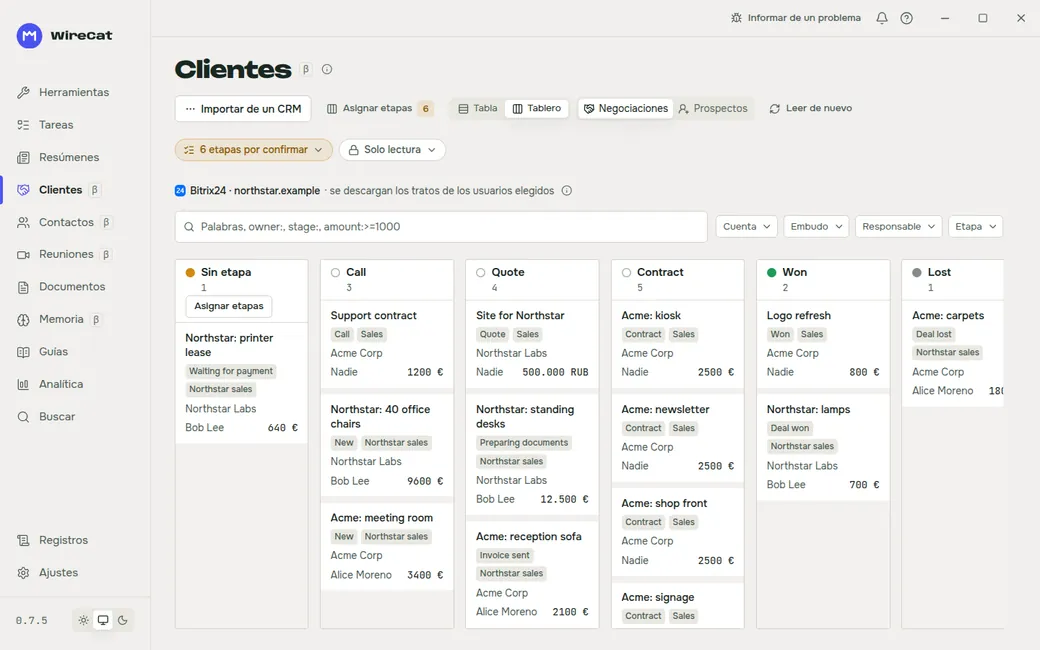 WireCat
Informar de un problema
Herramientas
Tareas
Resúmenes
Clientes β
Contactos β
Reuniones β
Documentos
Memoria β
Guías
Analítica
Buscar
Registros
Ajustes
0.7.5
Clientes β
Importar de un CRM
Asignar etapas 6
Tabla
Tablero
Negociaciones
Prospectos
Leer de nuevo
6 etapas por confirmar
Solo lectura
24 Bitrix24 · northstar.example · se descargan los tratos de los usuarios elegidos
Palabras, owner:, stage:, amount:>=1000
Cuenta
Embudo
Responsable
Etapa
Sin etapa
1
Asignar etapas
Northstar: printer
lease
Waiting for payment
Northstar sales
Northstar Labs
Bob Lee 640 €
Call
3
Support contract
Call Sales
Acme Corp
Nadie 1200 €
Northstar: 40 office
chairs
New Northstar sales
Northstar Labs
Bob Lee 9600 €
Acme: meeting room
New Northstar sales
Acme Corp
Alice Moreno 3400 €
Quote
4
Site for Northstar
Quote Sales
Northstar Labs
Nadie 500.000 RUB
Northstar: standing
desks
Preparing documents
Northstar sales
Northstar Labs
Bob Lee 12.500 €
Acme: reception sofa
Invoice sent
Northstar sales
Acme Corp
Alice Moreno 2100 €
Contract
5
Acme: kiosk
Contract Sales
Acme Corp
Nadie 2500 €
Acme: newsletter
Contract Sales
Acme Corp
Nadie 2500 €
Acme: shop front
Contract Sales
Acme Corp
Nadie 2500 €
Acme: signage
Contract Sales
Won
2
Logo refresh
Won Sales
Acme Corp
Nadie 800 €
Northstar: lamps
Deal won
Northstar sales
Northstar Labs
Bob Lee 700 €
Lost
1
Acme: carpets
Deal lost
Northstar sales
Acme Corp
Alice Moreno